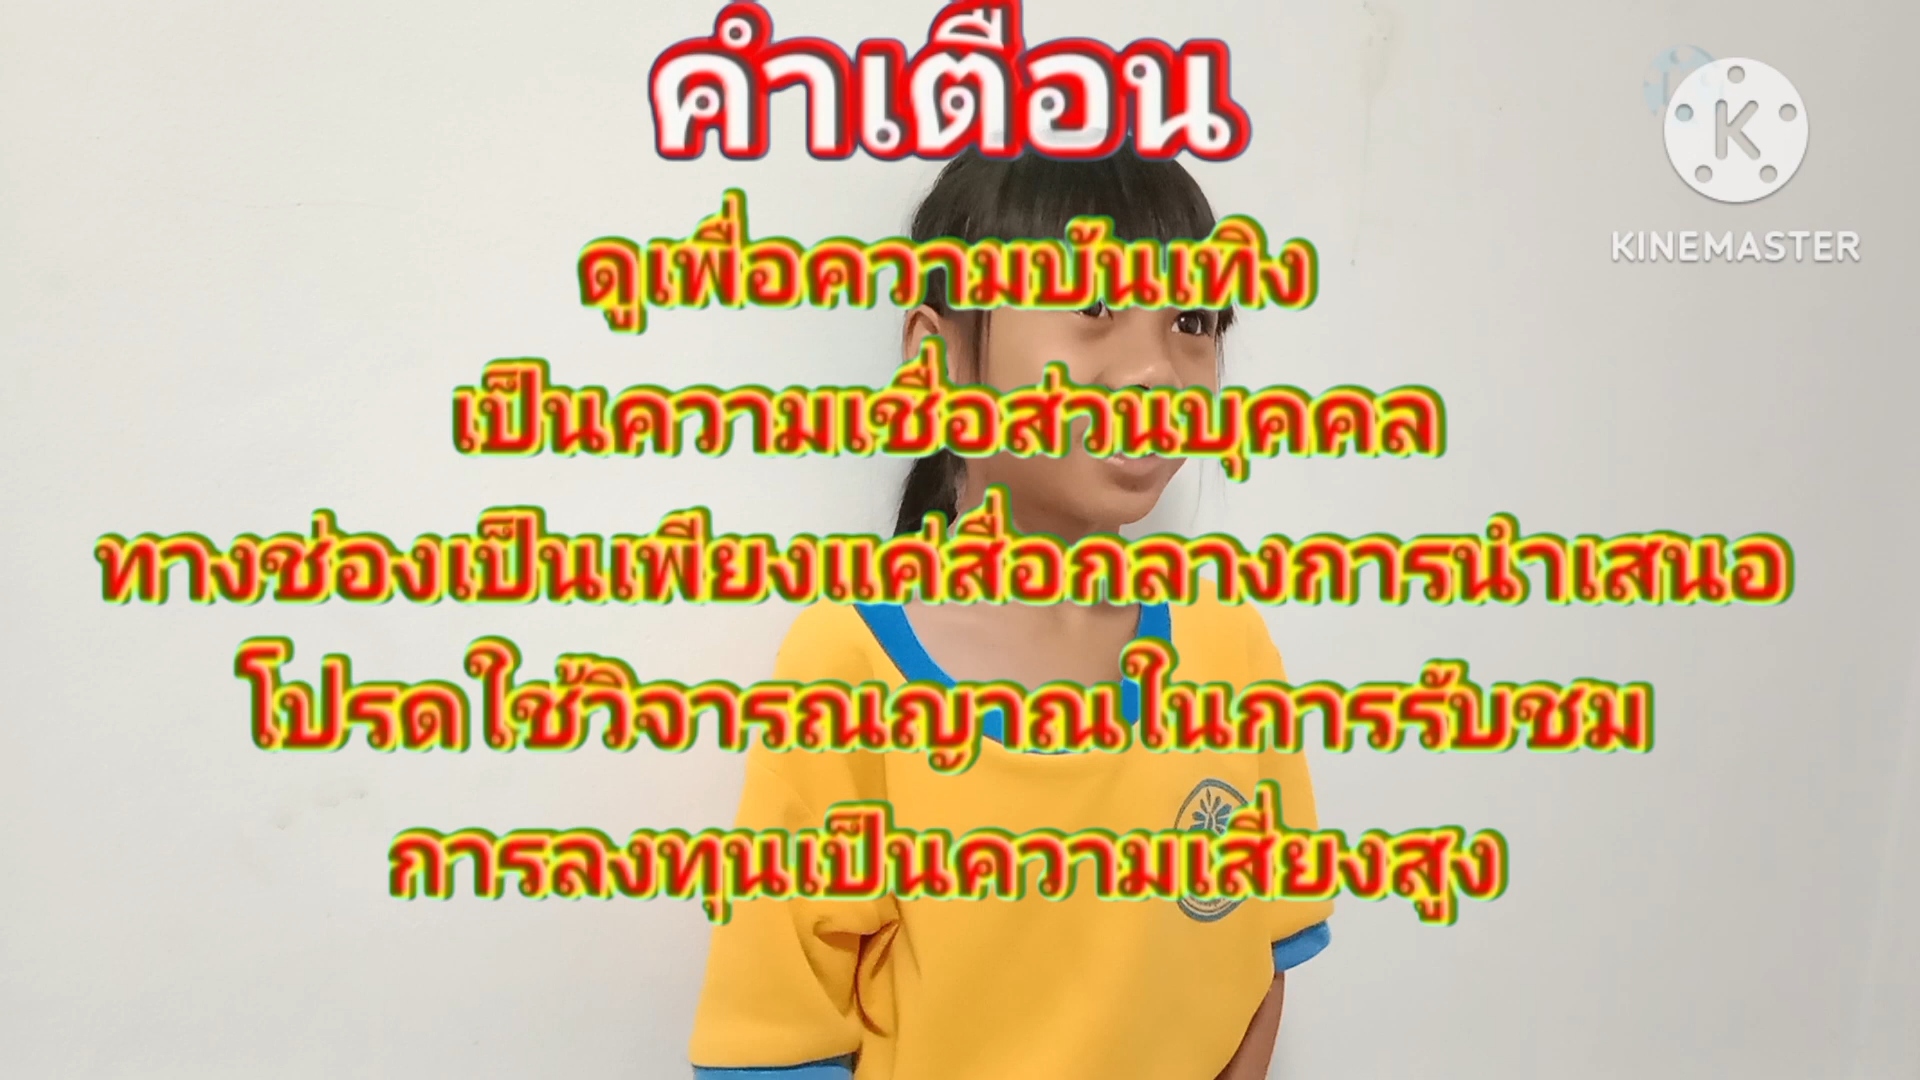 คำเตือน
KINEMASTER
ดูเพื่อความบันเทิง
เป็นความเชื่อส่วนบุคคล
ทางช่องเป็นเพียงแค่สื่อกลางการนำเสนอ
โปรดใช้วิจารณญาณในการรับชม
การลงทุนเป็นความเสี่ยงสูง